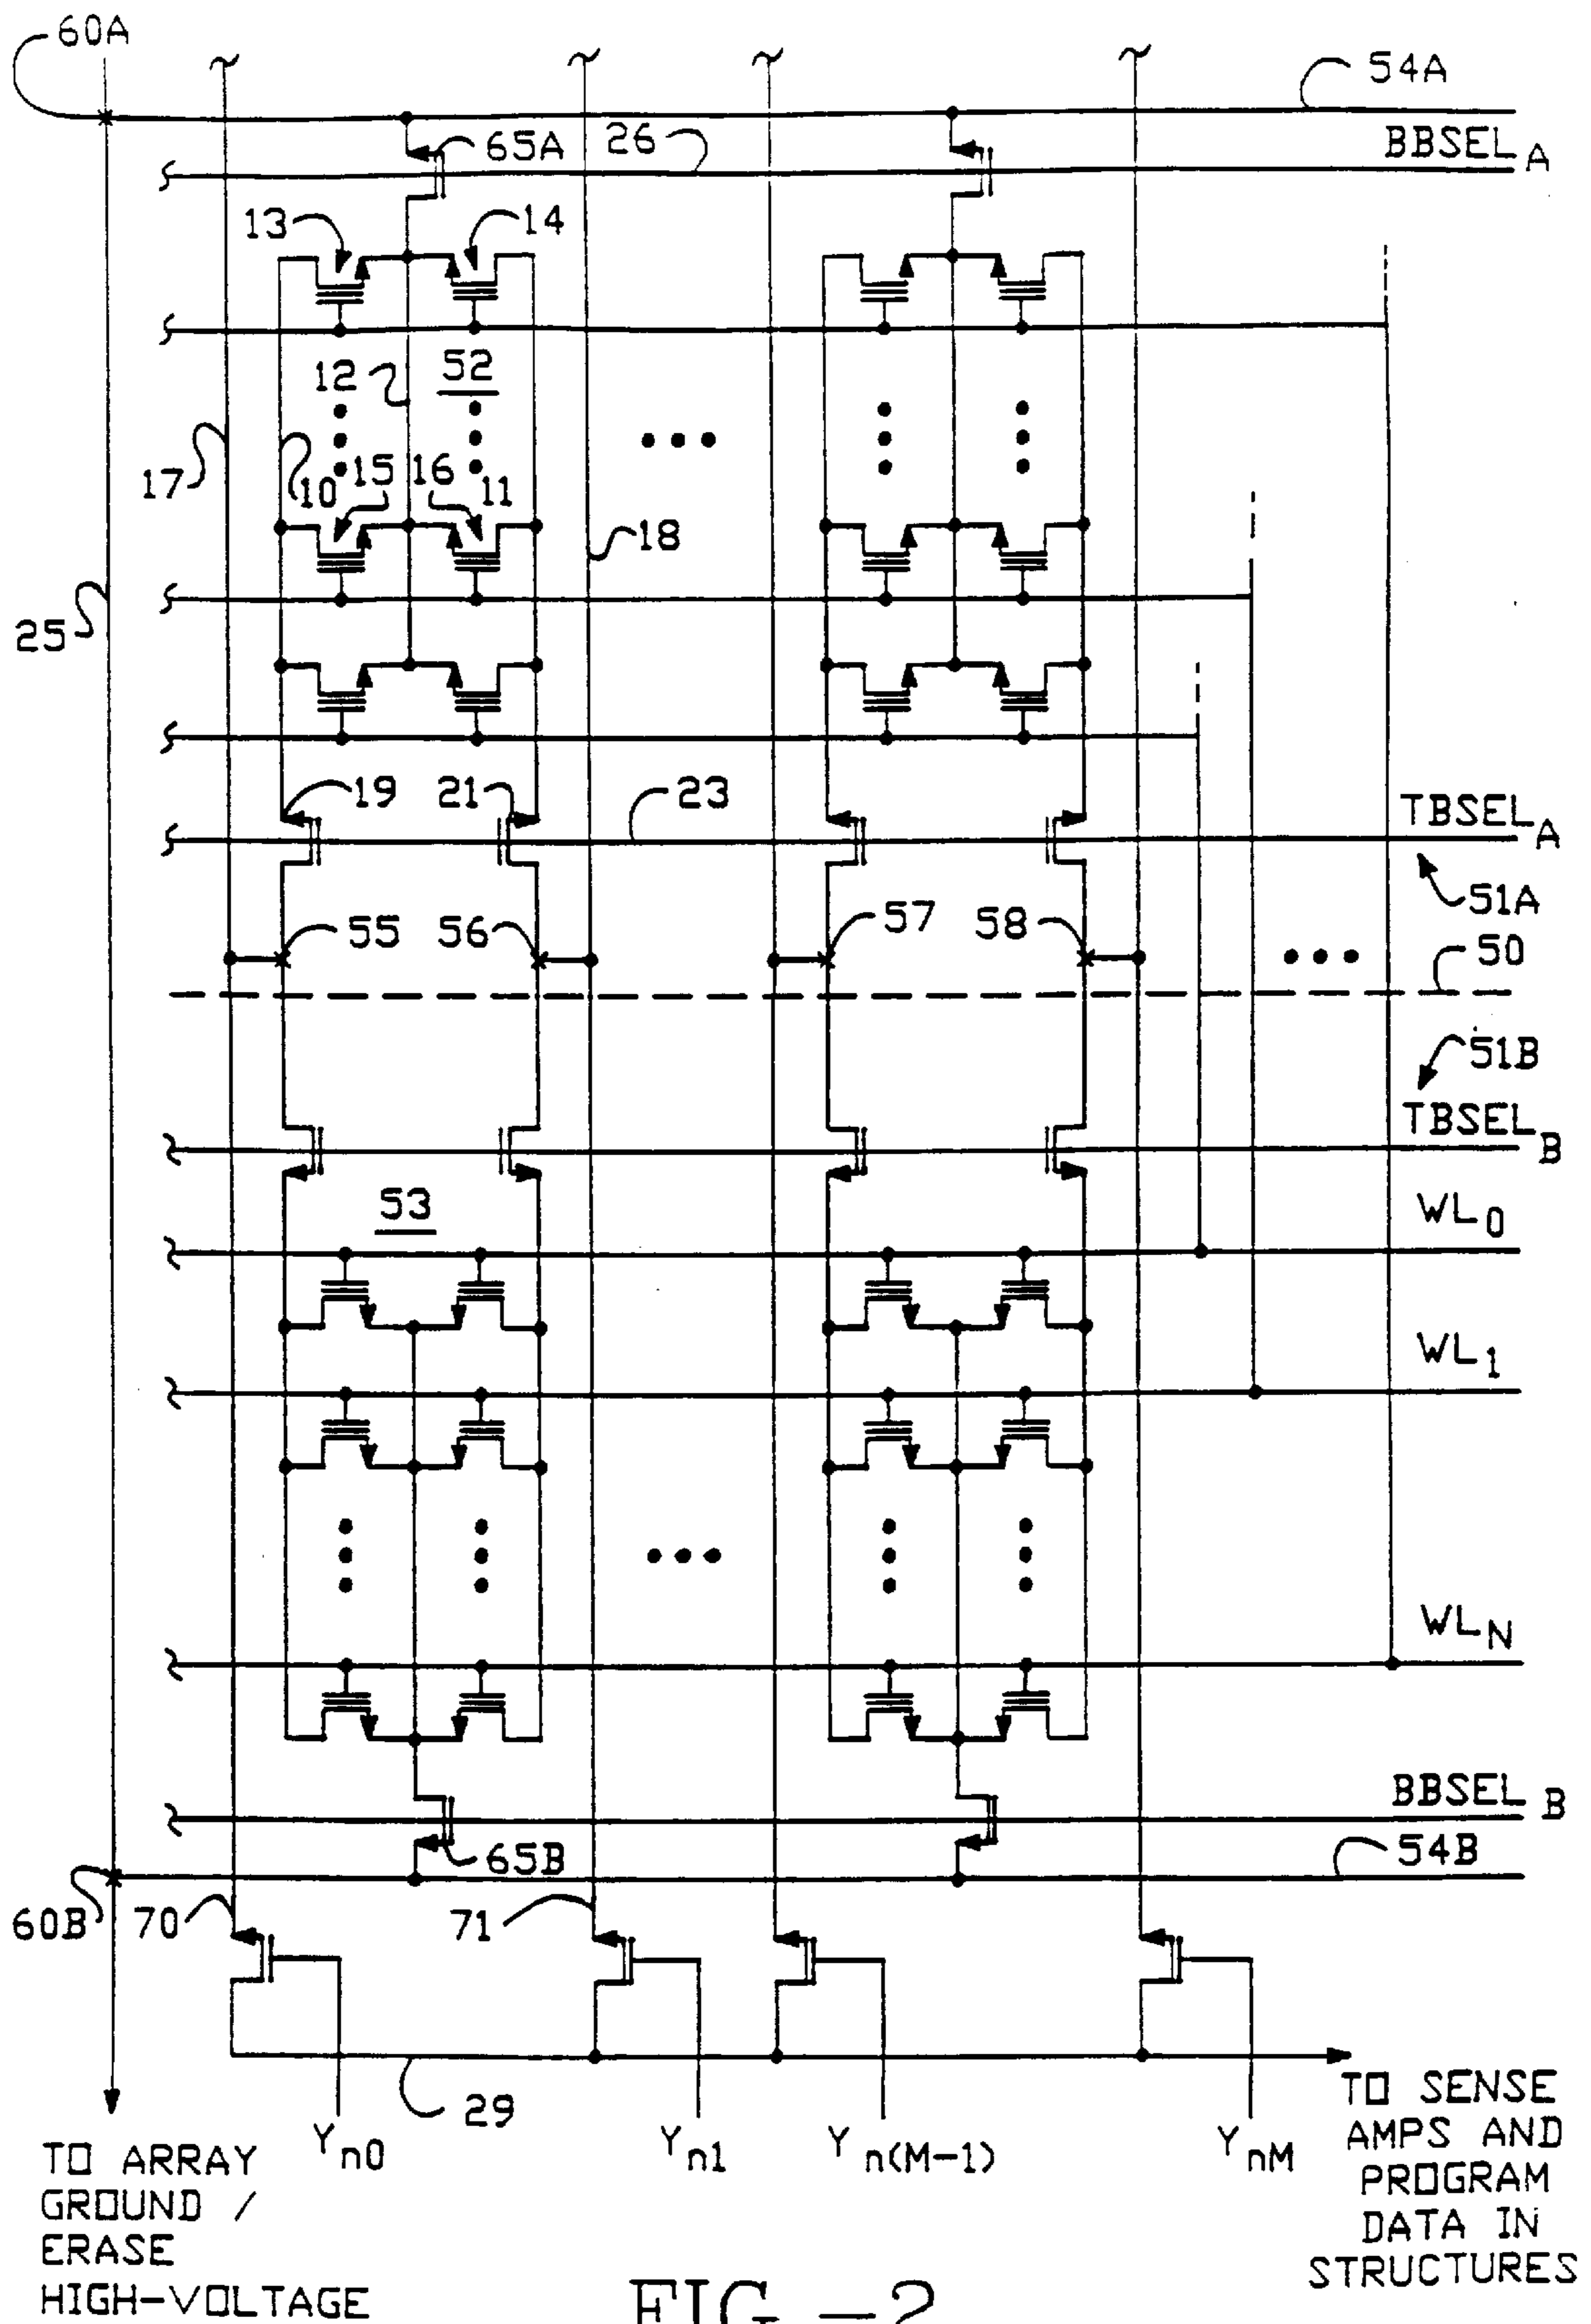 60A
54A
65A 26 BBSEL A
13 14
12 52
17 10 15 16 11
18
25
19 21 23 TBSEL A
51A
55 56 57 58 50
51B
TBSEL B
53 WL 0
WL 1
WL N
BBSEL B
65B 54B
60B 70 71
29
Y n0 Y n1 Y n(M-1) Y nM
TO SENSE
AMPS AND
PROGRAM
DATA IN
STRUCTURES
TO ARRAY
GROUND /
ERASE
HIGH-VOLTAGE
FIG.-2